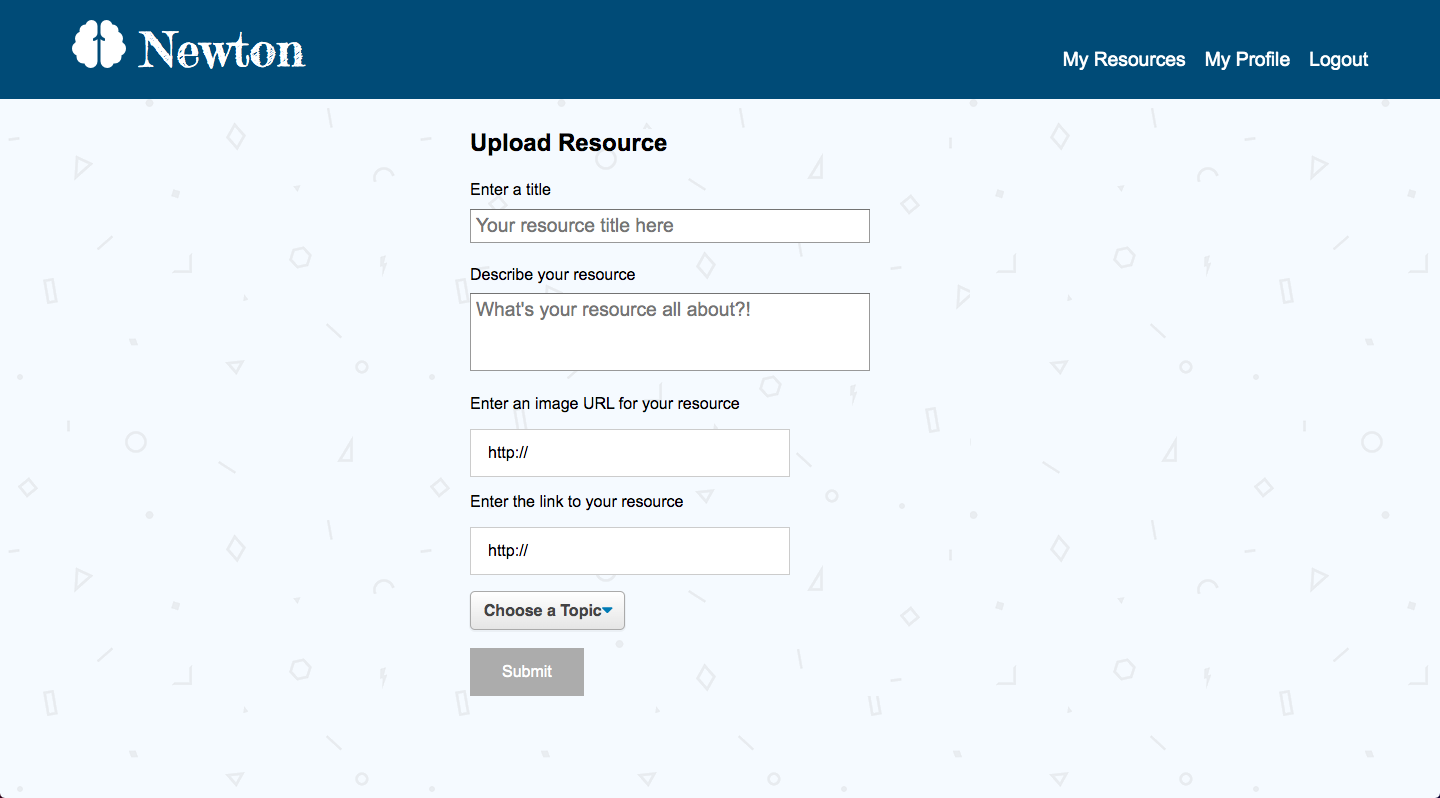 Newton
My Resources My Profile Logout
Upload Resource
Enter a title
Your resource title here
Describe your resource
What's your resource all about?!
Enter an image URL for your resource
http://
Enter the link to your resource
http://
Choose a Topic
Submit